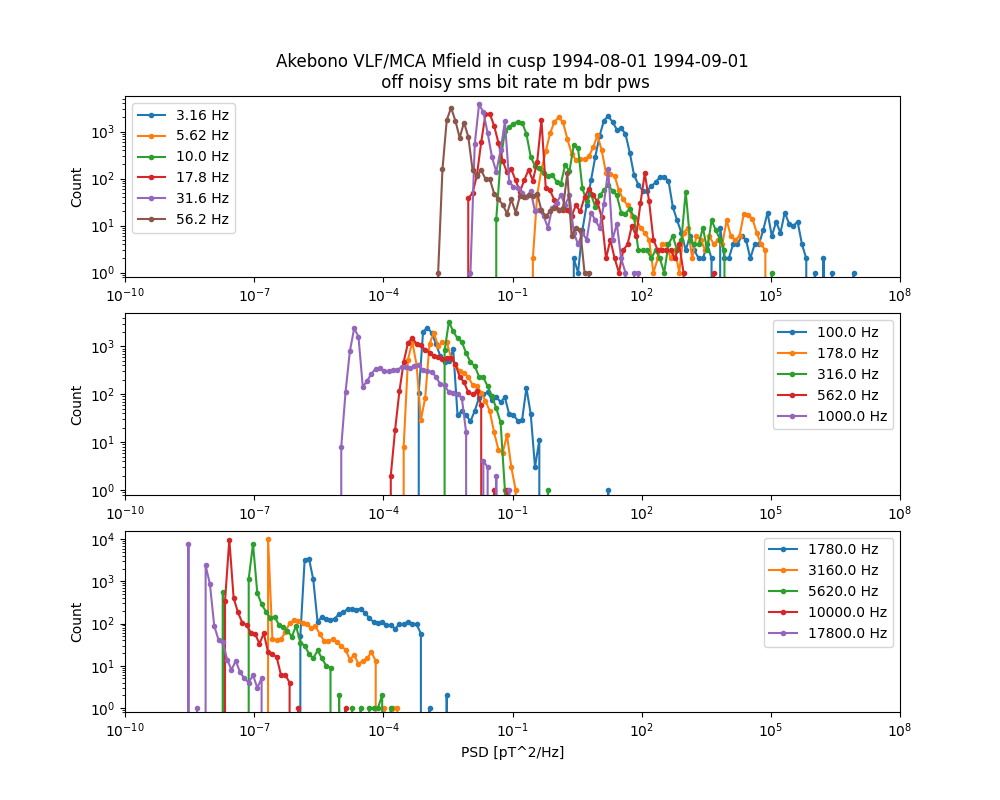 Akebono VLF/MCA Mfield in cusp 1994-08-01 1994-09-01
off noisy sms bit rate m bdr pws
Count
10^3
10^2
10^1
10^0
3.16 Hz
5.62 Hz
10.0 Hz
17.8 Hz
31.6 Hz
56.2 Hz
10^-10 10^-7 10^-4 10^-1 10^2 10^5 10^8
Count
10^3
10^2
10^1
10^0
100.0 Hz
178.0 Hz
316.0 Hz
562.0 Hz
1000.0 Hz
10^-10 10^-7 10^-4 10^-1 10^2 10^5 10^8
Count
10^4
10^3
10^2
10^1
10^0
1780.0 Hz
3160.0 Hz
5620.0 Hz
10000.0 Hz
17800.0 Hz
10^-10 10^-7 10^-4 10^-1 10^2 10^5 10^8
PSD [pT^2/Hz]